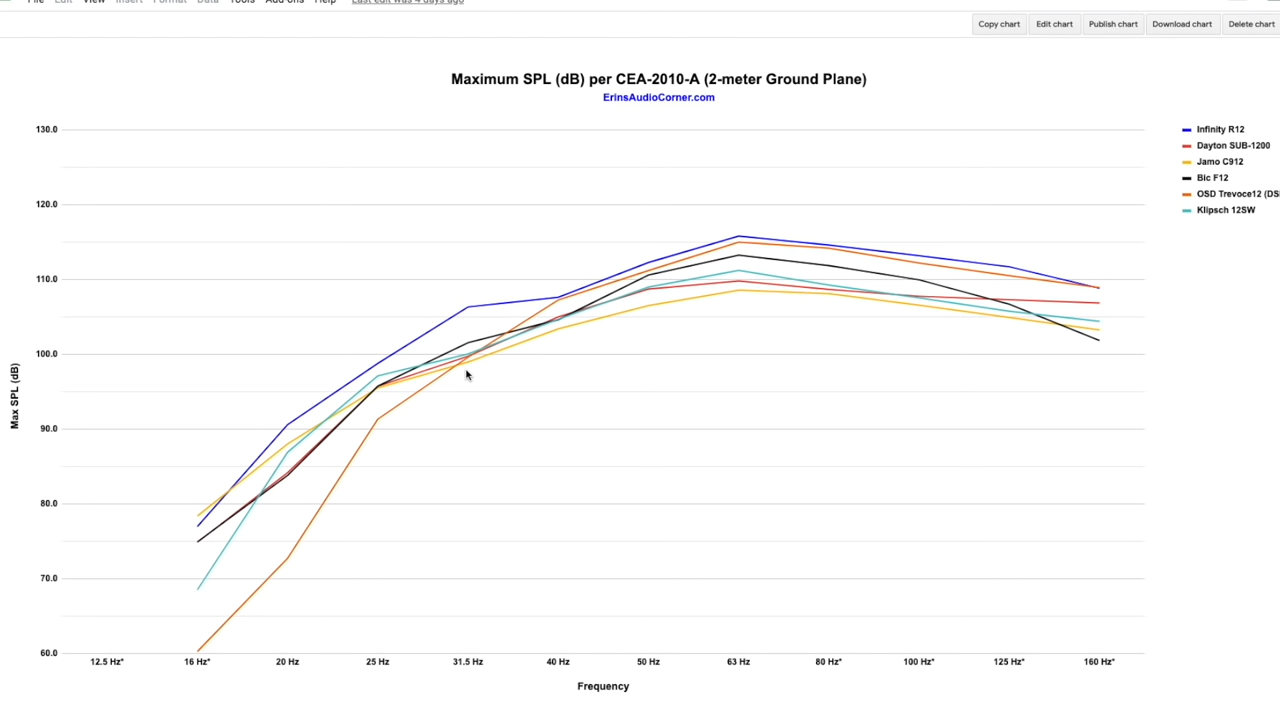 File Edit View Insert Format Data Tools Add-ons Help Last edit was 4 days ago
Copy chart Edit chart Publish chart Download chart Delete chart
Maximum SPL (dB) per CEA-2010-A (2-meter Ground Plane)
ErinsAudioCorner.com
130.0
120.0
110.0
100.0
90.0
80.0
70.0
60.0
Max SPL (dB)
12.5 Hz* 16 Hz* 20 Hz 25 Hz 31.5 Hz 40 Hz 50 Hz 63 Hz 80 Hz* 100 Hz* 125 Hz* 160 Hz*
Frequency
Infinity R12
Dayton SUB-1200
Jamo C912
Bic F12
OSD Trevoce12 (DS
Klipsch 12SW